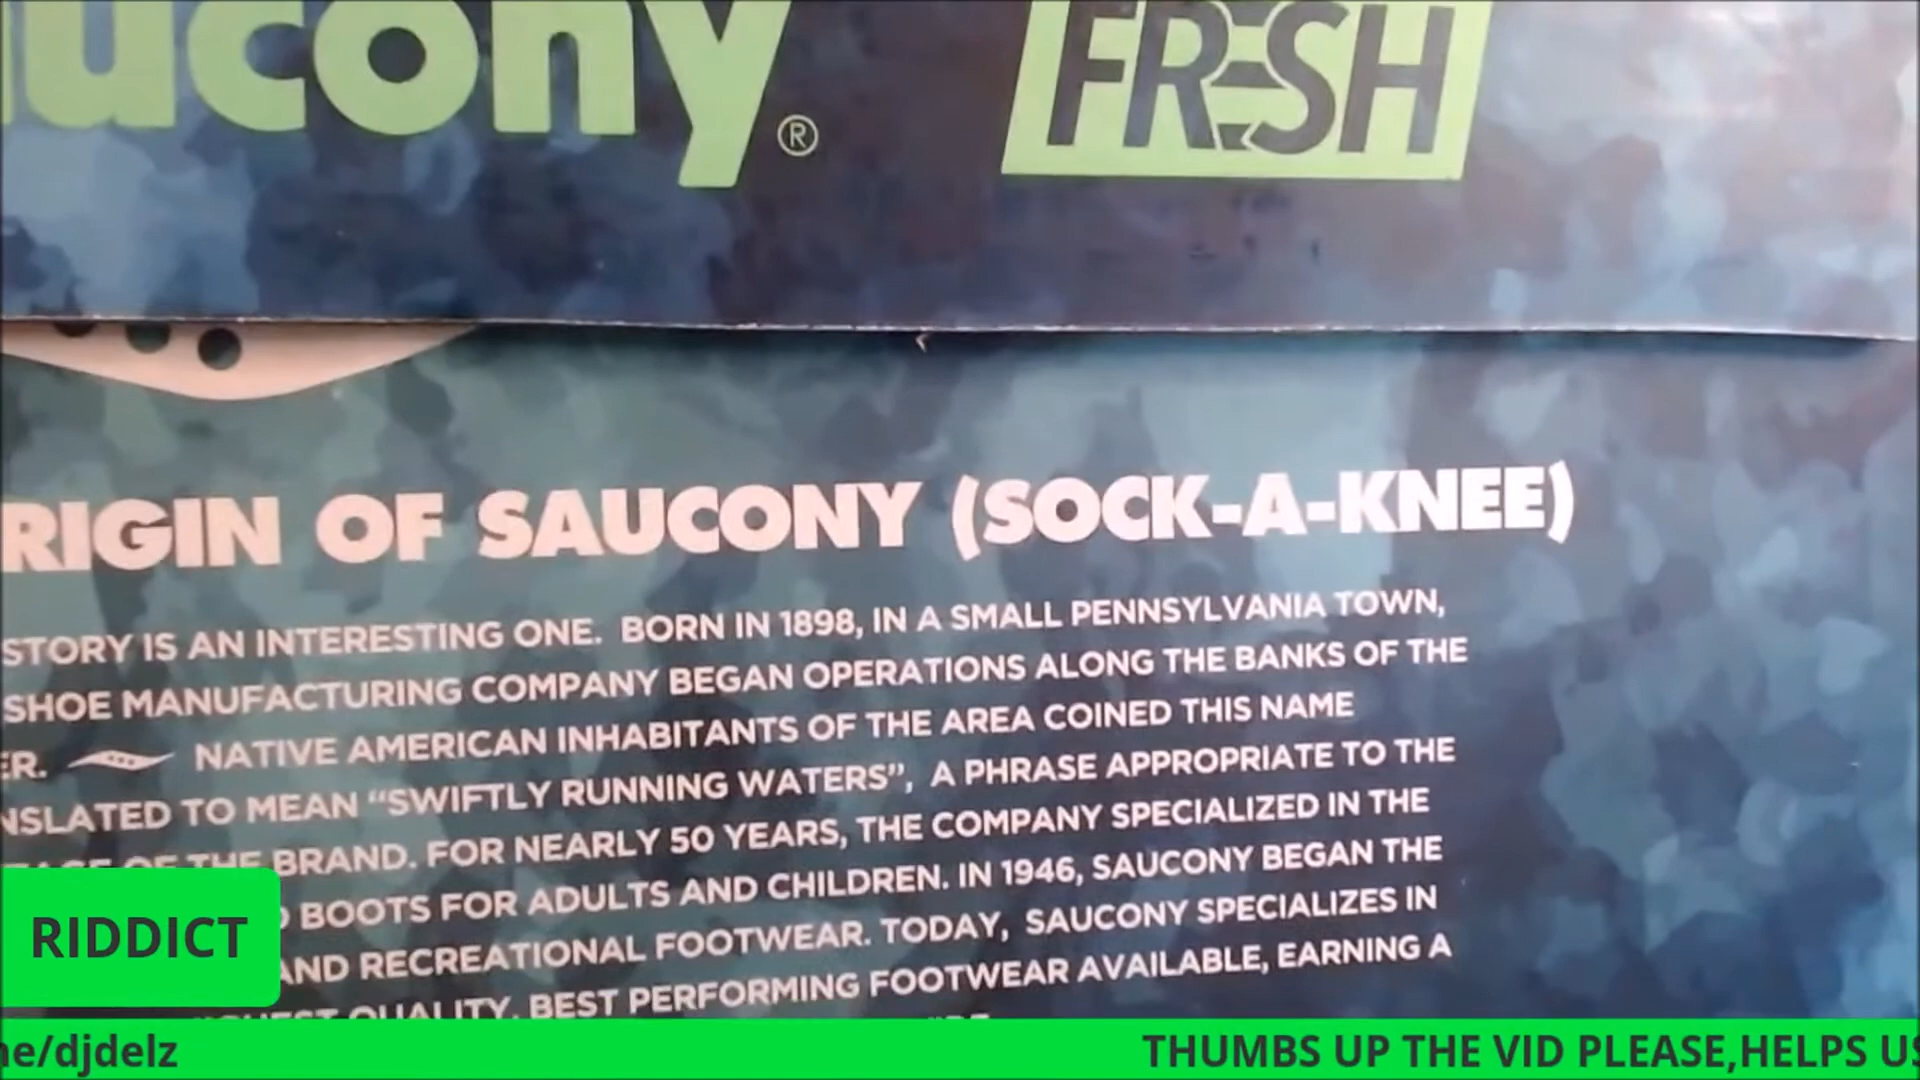 ucony®
FRESH
RIGIN OF SAUCONY (SOCK-A-KNEE)
STORY IS AN INTERESTING ONE. BORN IN 1898, IN A SMALL PENNSYLVANIA TOWN,
SHOE MANUFACTURING COMPANY BEGAN OPERATIONS ALONG THE BANKS OF THE
ER. NATIVE AMERICAN INHABITANTS OF THE AREA COINED THIS NAME
NSLATED TO MEAN “SWIFTLY RUNNING WATERS”, A PHRASE APPROPRIATE TO THE
OF THE BRAND. FOR NEARLY 50 YEARS, THE COMPANY SPECIALIZED IN THE
BOOTS FOR ADULTS AND CHILDREN. IN 1946, SAUCONY BEGAN THE
AND RECREATIONAL FOOTWEAR. TODAY, SAUCONY SPECIALIZES IN
QUALITY, BEST PERFORMING FOOTWEAR AVAILABLE, EARNING A
RIDDICT
ne/djdelz
THUMBS UP THE VID PLEASE,HELPS US